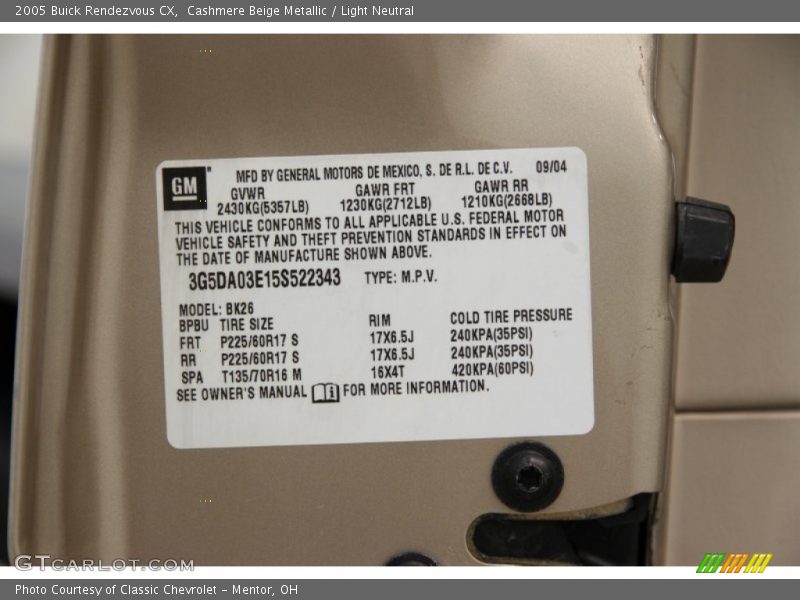 2005 Buick Rendezvous CX, Cashmere Beige Metallic / Light Neutral
GM
MFD BY GENERAL MOTORS DE MEXICO, S. DE R.L. DE C.V. 09/04
GVWR GAWR FRT GAWR RR
2430KG(5357LB) 1230KG(2712LB) 1210KG(2668LB)
THIS VEHICLE CONFORMS TO ALL APPLICABLE U.S. FEDERAL MOTOR
VEHICLE SAFETY AND THEFT PREVENTION STANDARDS IN EFFECT ON
THE DATE OF MANUFACTURE SHOWN ABOVE.
3G5DA03E15S522343 TYPE: M.P.V.
MODEL: BK26
BPBU TIRE SIZE RIM COLD TIRE PRESSURE
FRT P225/60R17 S 17X6.5J 240KPA(35PSI)
RR P225/60R17 S 17X6.5J 240KPA(35PSI)
SPA T135/70R16 M 16X4T 420KPA(60PSI)
SEE OWNER'S MANUAL FOR MORE INFORMATION.
GTCARLOT.COM
Photo Courtesy of Classic Chevrolet - Mentor, OH